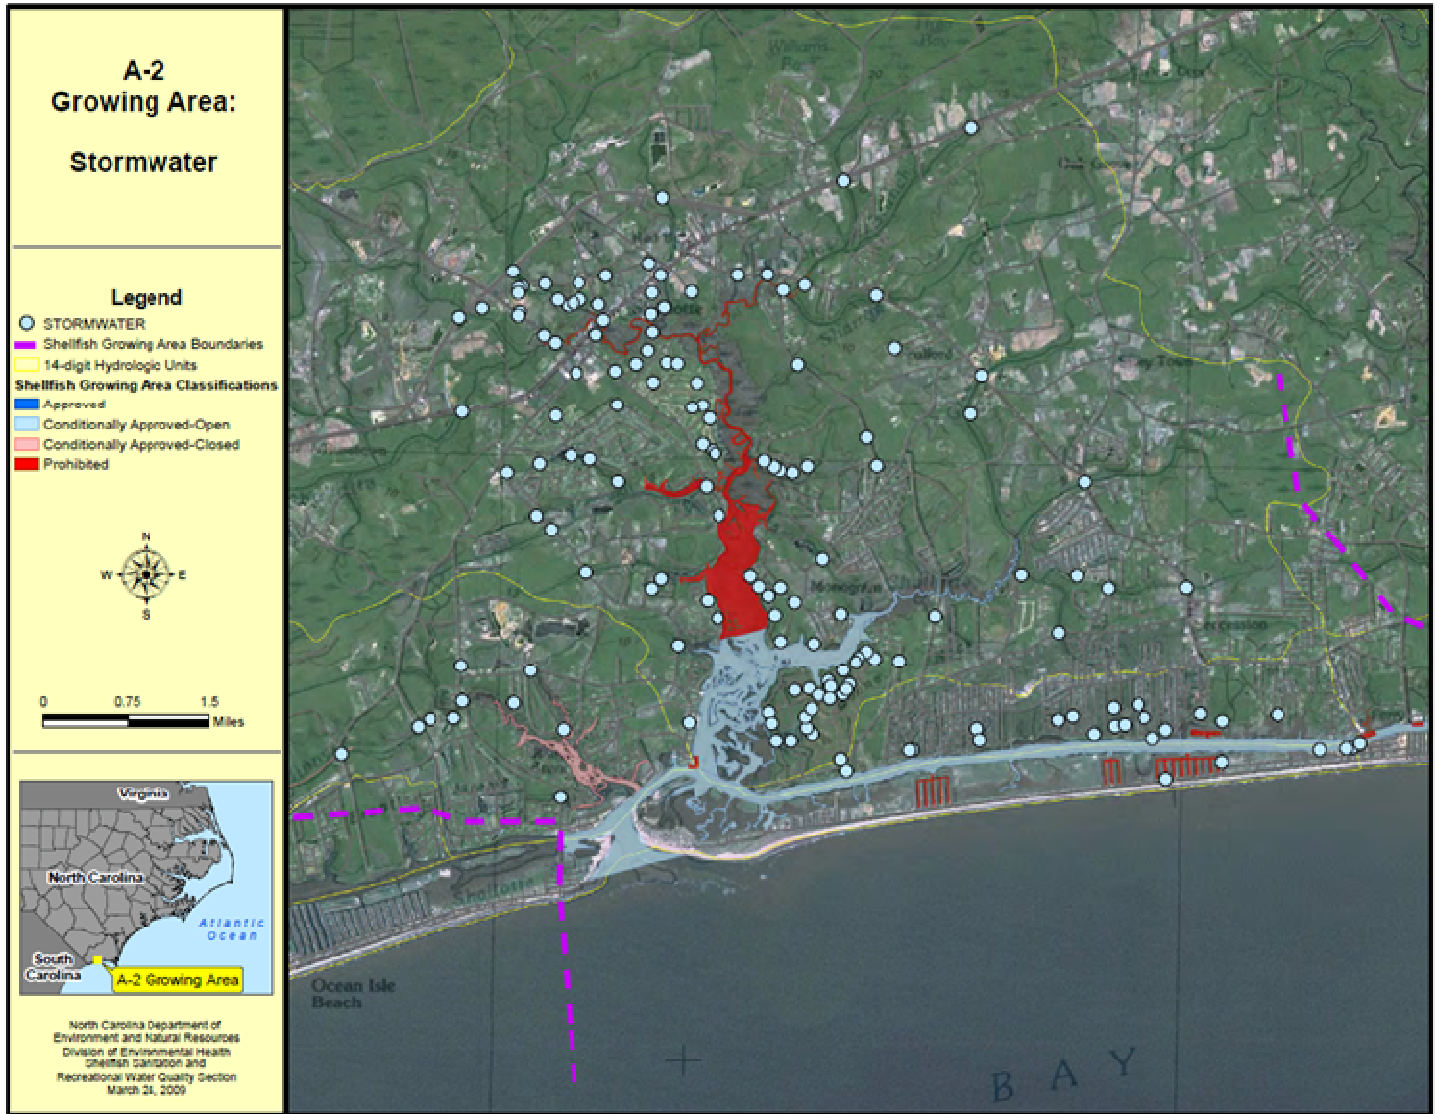 A-2
Growing Area:
Stormwater
Legend
STORMWATER
Shellfish Growing Area Boundaries
14-digit Hydrologic Units
Shellfish Growing Area Classifications
Approved
Conditionally Approved-Open
Conditionally Approved-Closed
Prohibited
N
W E
S
0 0.75 1.5
Miles
Virginia
North Carolina
Atlantic
Ocean
South
Carolina
A-2 Growing Area
North Carolina Department of
Environment and Natural Resources
Division of Environmental Health
Shellfish Sanitation and
Recreational Water Quality Section
March 24, 2009
Shallotte
Ocean Isle
Beach
B A Y